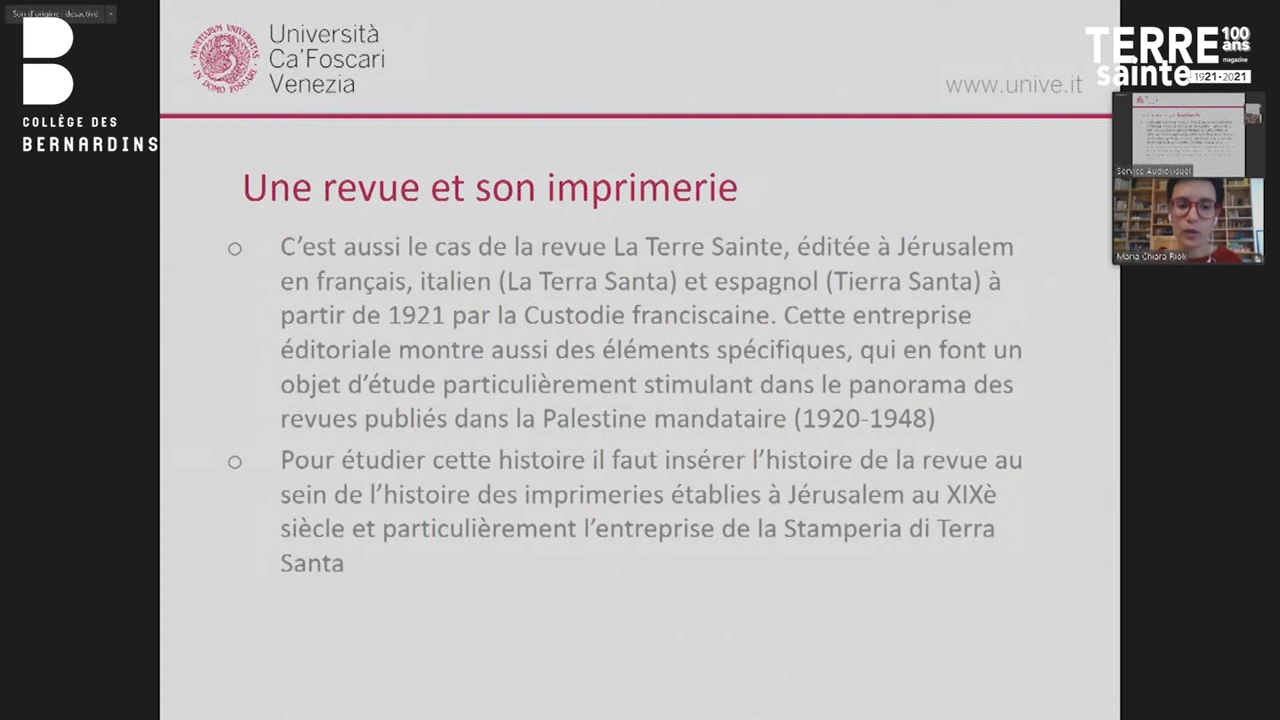 Son d'origine : désactivé
COLLÈGE DES
BERNARDINS
Università
Ca'Foscari
Venezia
www.unive.it
TERRE
sainte
100
ans
magazine
1921•2021
Service Audiovisuel
Maria Chiara Rioli
Une revue et son imprimerie
C'est aussi le cas de la revue La Terre Sainte, éditée à Jérusalem
en français, italien (La Terra Santa) et espagnol (Tierra Santa) à
partir de 1921 par la Custodie franciscaine. Cette entreprise
éditoriale montre aussi des éléments spécifiques, qui en font un
objet d'étude particulièrement stimulant dans le panorama des
revues publiés dans la Palestine mandataire (1920-1948)
Pour étudier cette histoire il faut insérer l'histoire de la revue au
sein de l'histoire des imprimeries établies à Jérusalem au XIXè
siècle et particulièrement l'entreprise de la Stamperia di Terra
Santa